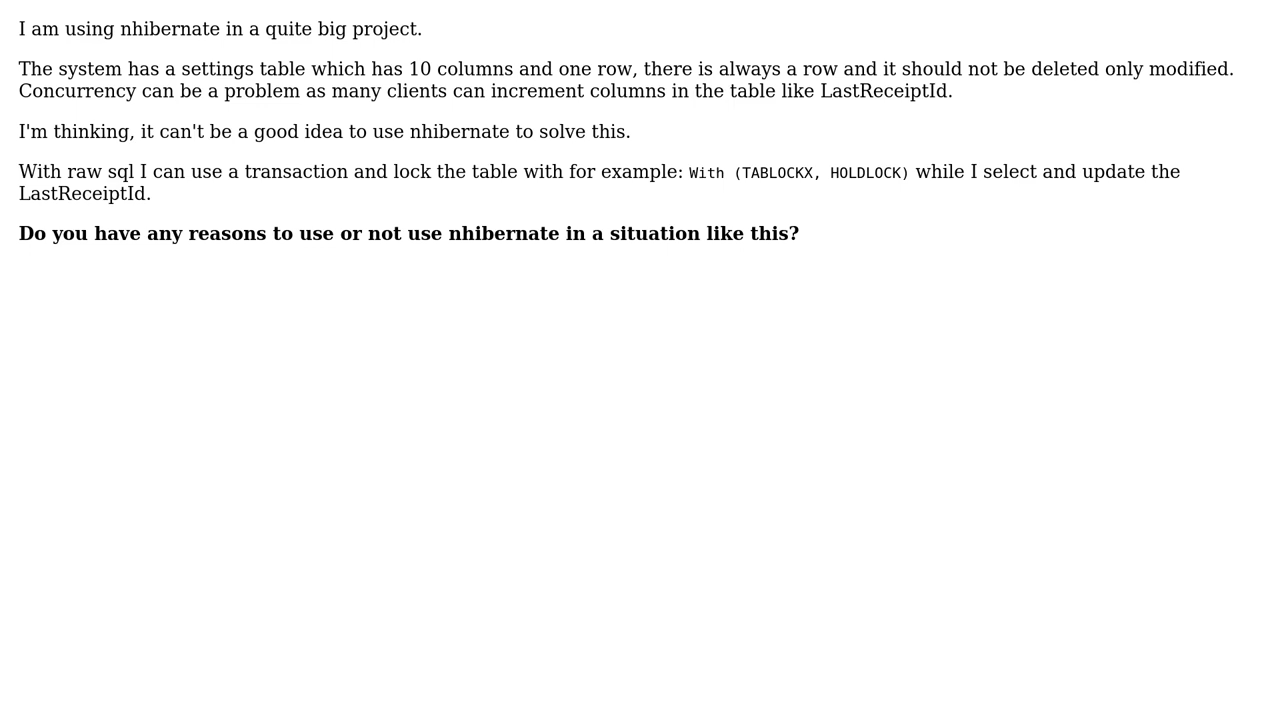 I am using nhibernate in a quite big project.
The system has a settings table which has 10 columns and one row, there is always a row and it should not be deleted only modified.
Concurrency can be a problem as many clients can increment columns in the table like LastReceiptId.
I'm thinking, it can't be a good idea to use nhibernate to solve this.
With raw sql I can use a transaction and lock the table with for example: With (TABLOCKX, HOLDLOCK) while I select and update the
LastReceiptId.
Do you have any reasons to use or not use nhibernate in a situation like this?